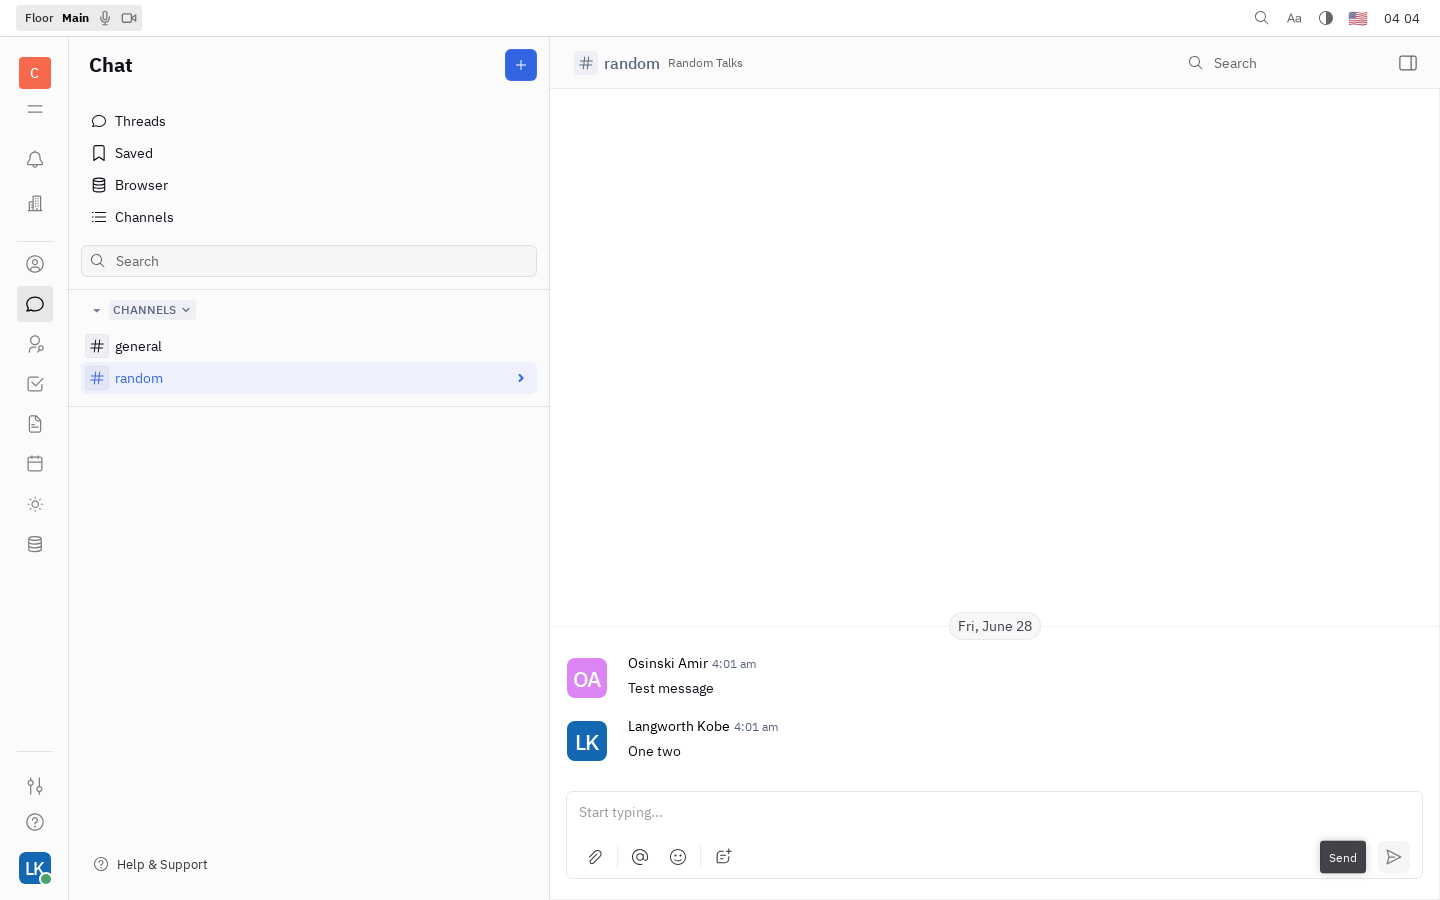 Floor Main
Aa
04 04
C
Chat
Threads
Saved
Browser
Channels
Search
CHANNELS
general
random
Help & Support
LK
random Random Talks
Search
Fri, June 28
OA
Osinski Amir 4:01 am
Test message
LK
Langworth Kobe 4:01 am
One two
Start typing...
Send